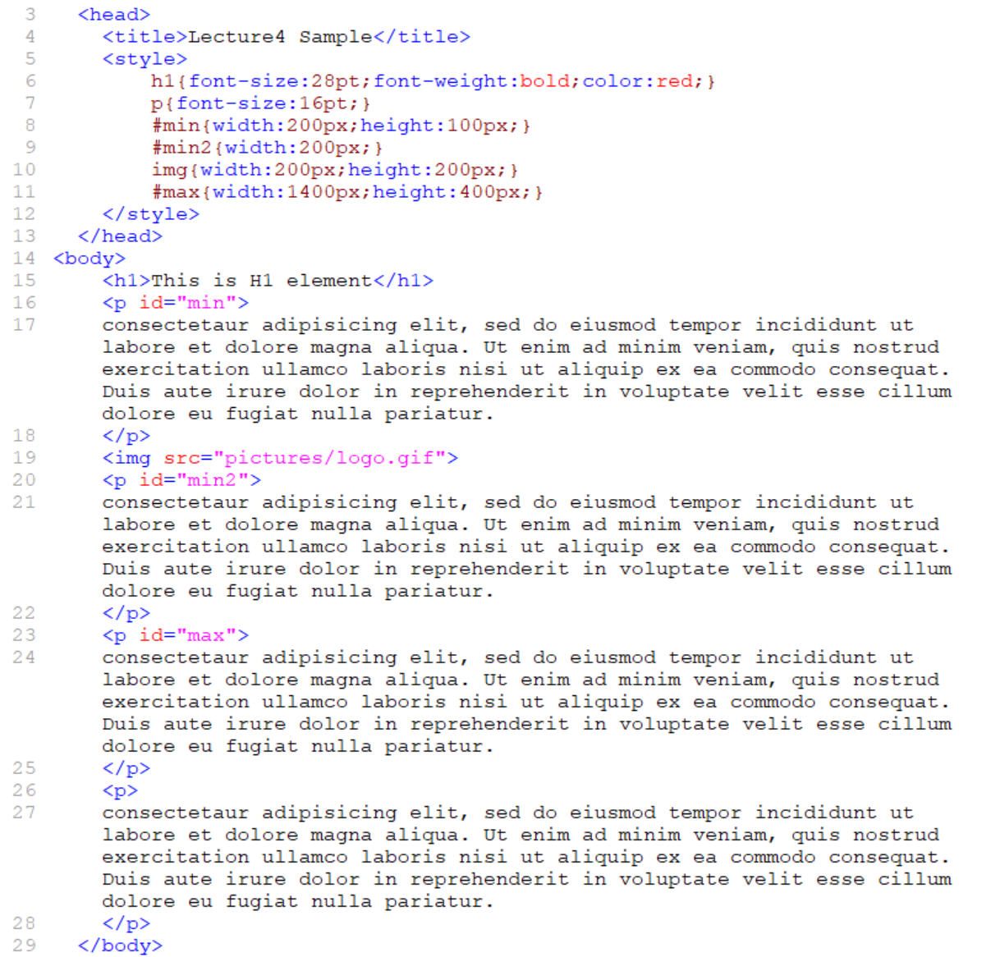 3 <head>
4 <title>Lecture4 Sample</title>
5 <style>
6 h1{font-size:28pt;font-weight:bold;color:red;}
7 p{font-size:16pt;}
8 #min{width:200px;height:100px;}
9 #min2{width:200px;}
10 img{width:200px;height:200px;}
11 #max{width:1400px;height:400px;}
12 </style>
13 </head>
14 <body>
15 <h1>This is H1 element</h1>
16 <p id="min">
17 consectetaur adipisicing elit, sed do eiusmod tempor incididunt ut
labore et dolore magna aliqua. Ut enim ad minim veniam, quis nostrud
exercitation ullamco laboris nisi ut aliquip ex ea commodo consequat.
Duis aute irure dolor in reprehenderit in voluptate velit esse cillum
dolore eu fugiat nulla pariatur.
18 </p>
19 <img src="pictures/logo.gif">
20 <p id="min2">
21 consectetaur adipisicing elit, sed do eiusmod tempor incididunt ut
labore et dolore magna aliqua. Ut enim ad minim veniam, quis nostrud
exercitation ullamco laboris nisi ut aliquip ex ea commodo consequat.
Duis aute irure dolor in reprehenderit in voluptate velit esse cillum
dolore eu fugiat nulla pariatur.
22 </p>
23 <p id="max">
24 consectetaur adipisicing elit, sed do eiusmod tempor incididunt ut
labore et dolore magna aliqua. Ut enim ad minim veniam, quis nostrud
exercitation ullamco laboris nisi ut aliquip ex ea commodo consequat.
Duis aute irure dolor in reprehenderit in voluptate velit esse cillum
dolore eu fugiat nulla pariatur.
25 </p>
26 <p>
27 consectetaur adipisicing elit, sed do eiusmod tempor incididunt ut
labore et dolore magna aliqua. Ut enim ad minim veniam, quis nostrud
exercitation ullamco laboris nisi ut aliquip ex ea commodo consequat.
Duis aute irure dolor in reprehenderit in voluptate velit esse cillum
dolore eu fugiat nulla pariatur.
28 </p>
29 </body>